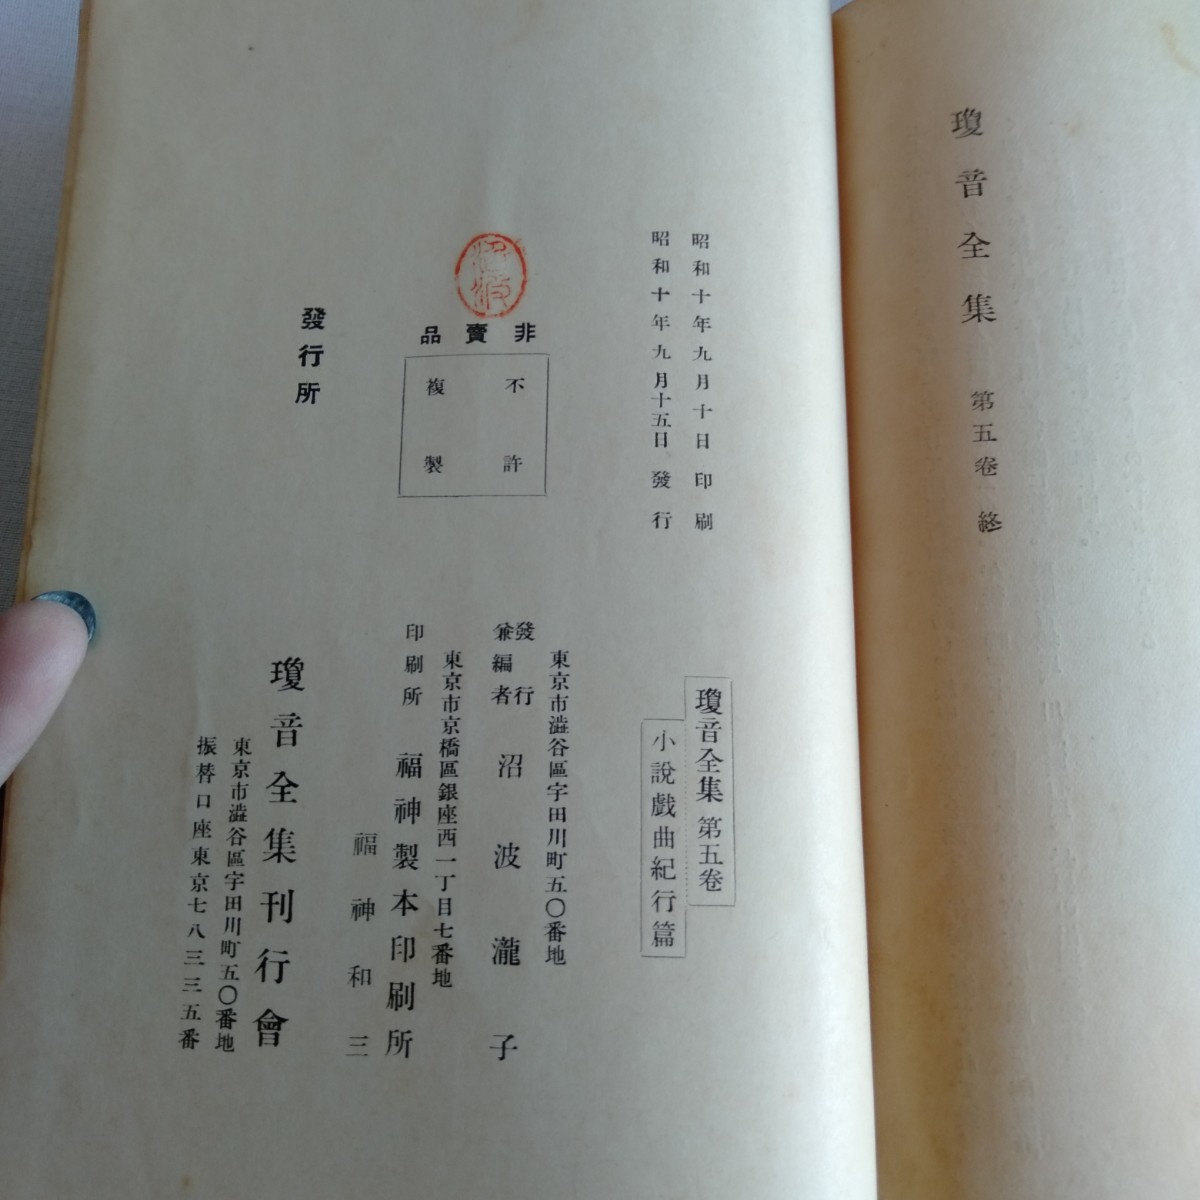 瓊音全集 第五卷 終
瓊音全集 第五卷
小說戲曲紀行篇
昭和十年九月十日 印刷
昭和十年九月十五日 發行
東京市澁谷區宇田川町五〇番地
發行
兼編者 沼波瀧子
東京市京橋區銀座西一丁目七番地
印刷所 福神製本印刷所
福神和三
非賣品
不許
複製
沼波
發行所
瓊音全集刊行會
東京市澁谷區宇田川町五〇番地
振替口座東京七八三三五番